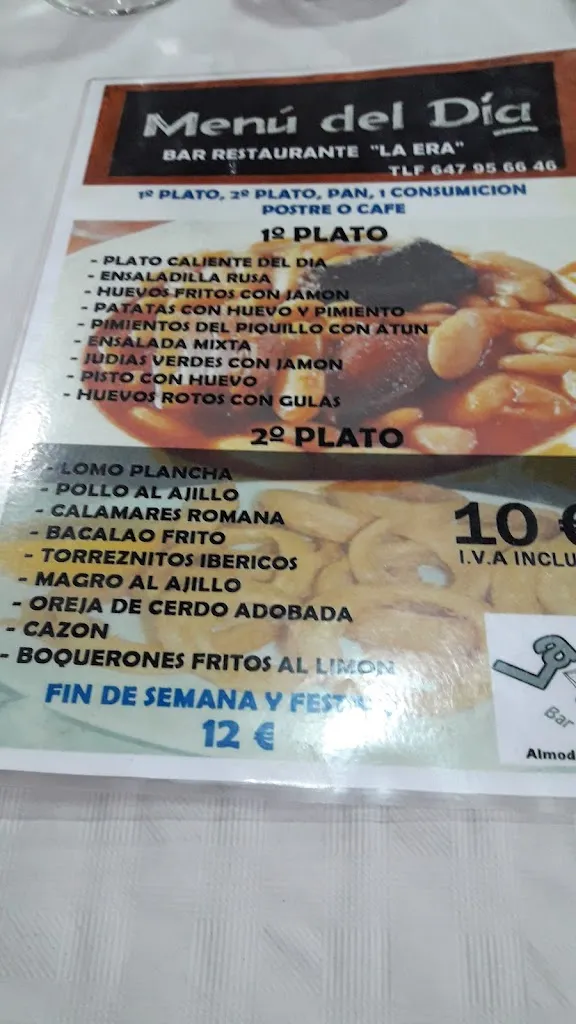 Menú del Día
BAR RESTAURANTE "LA ERA"
TLF 647 95 66 46
1º PLATO, 2º PLATO, PAN, 1 CONSUMICION
POSTRE O CAFE
1º PLATO
- PLATO CALIENTE DEL DIA
- ENSALADILLA RUSA
- HUEVOS FRITOS CON JAMON
- PATATAS CON HUEVO Y PIMIENTO
- PIMIENTOS DEL PIQUILLO CON ATUN
- ENSALADA MIXTA
- JUDIAS VERDES CON JAMON
- PISTO CON HUEVO
- HUEVOS ROTOS CON GULAS
2º PLATO
- LOMO PLANCHA
- POLLO AL AJILLO
- CALAMARES ROMANA
- BACALAO FRITO
- TORREZNITOS IBERICOS
- MAGRO AL AJILLO
- OREJA DE CERDO ADOBADA
- CAZON
- BOQUERONES FRITOS AL LIMON
10 €
I.V.A INCLU
FIN DE SEMANA Y FEST
12 €
Bar
Almod